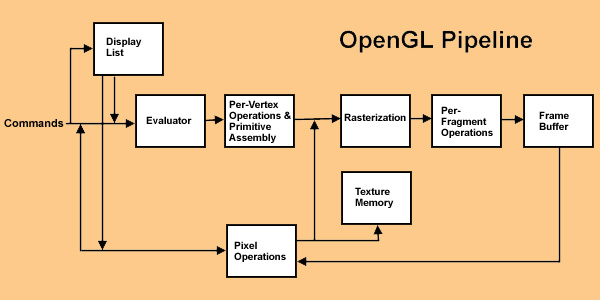 OpenGL Pipeline
Display
List
Commands
Evaluator
Per-Vertex
Operations &
Primitive
Assembly
Rasterization
Per-
Fragment
Operations
Frame
Buffer
Texture
Memory
Pixel
Operations